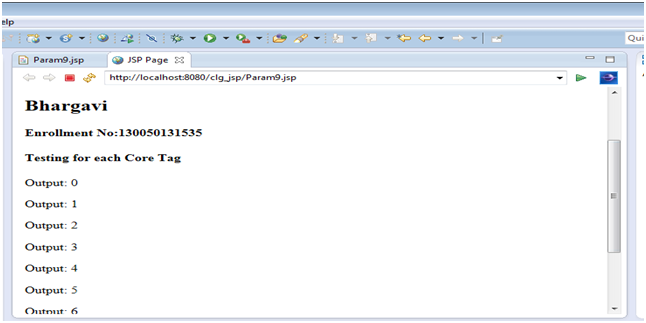 elp
Qui
Param9.jsp
JSP Page
http://localhost:8080/clg_jsp/Param9.jsp
Bhargavi
Enrollment No:130050131535
Testing for each Core Tag
Output: 0
Output: 1
Output: 2
Output: 3
Output: 4
Output: 5
Output: 6